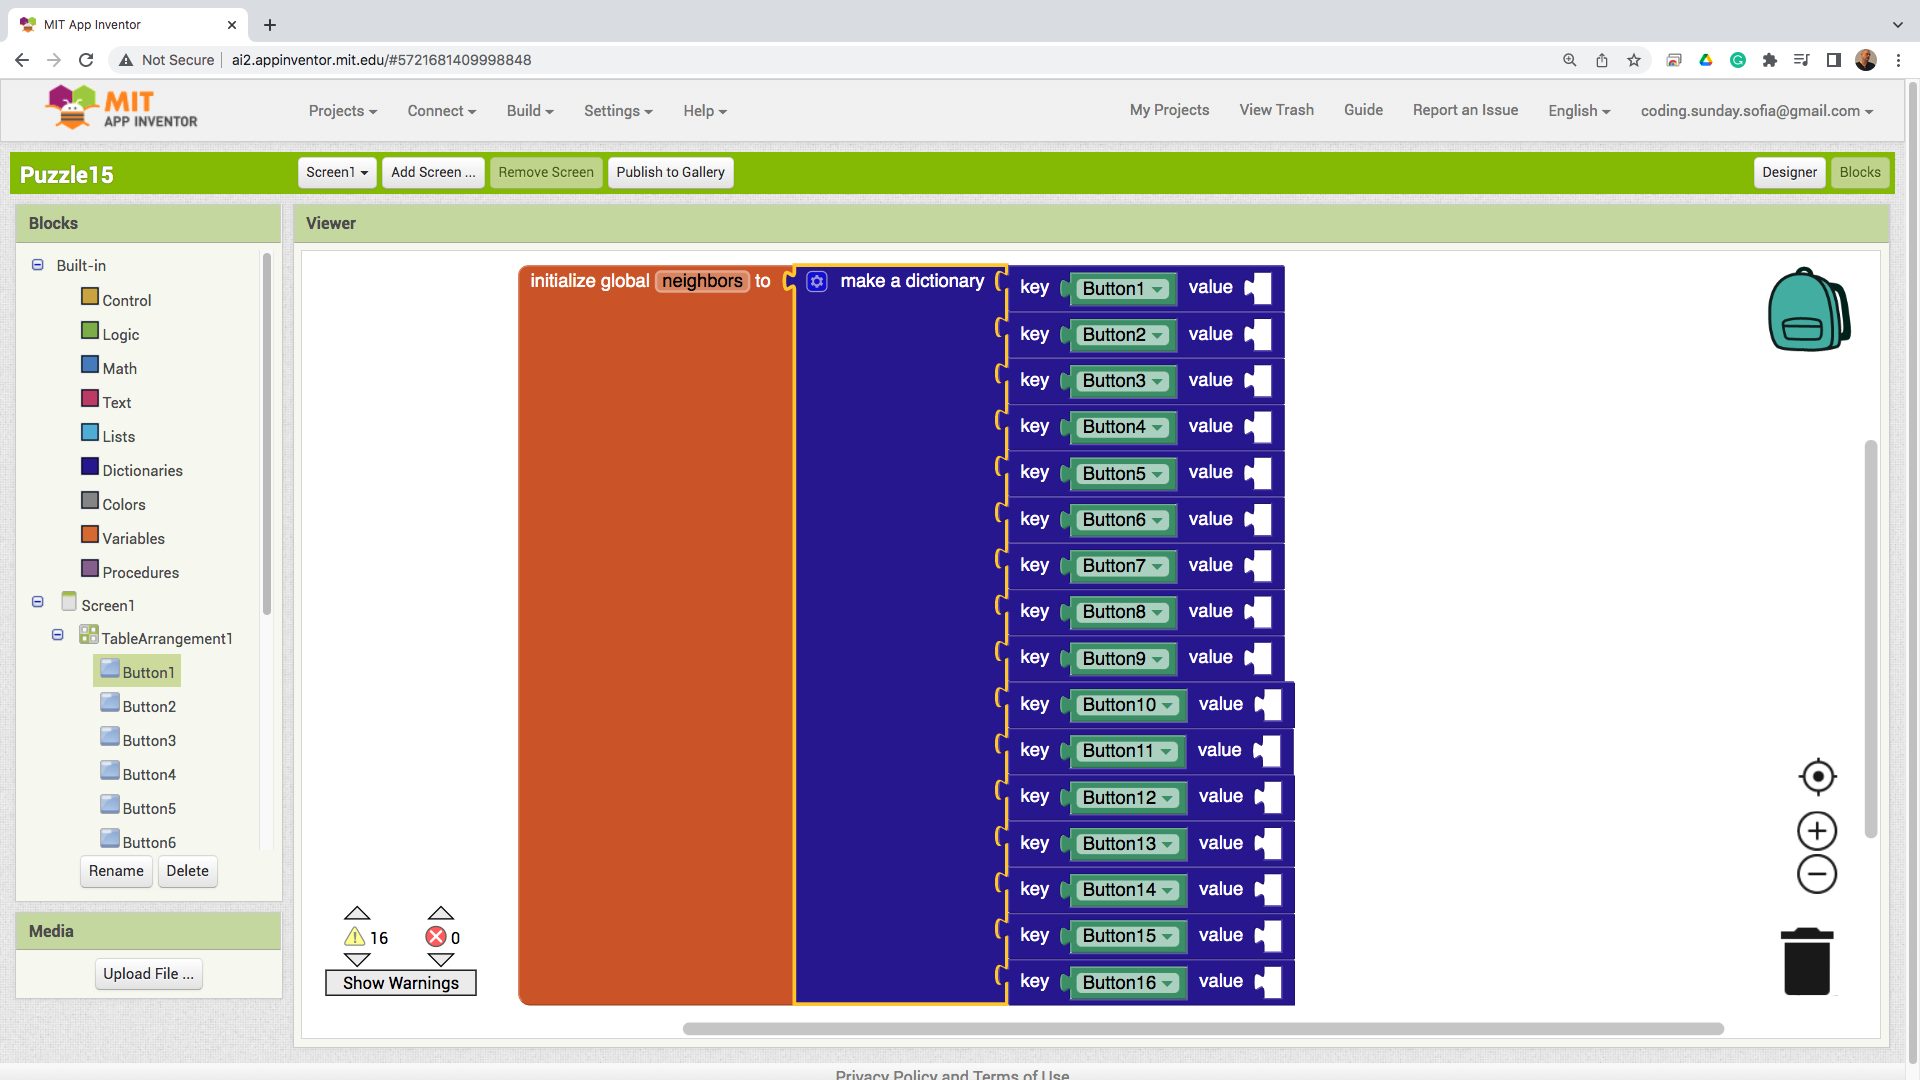 MIT App Inventor
Not Secure ai2.appinventor.mit.edu/#5721681409998848
MIT
APP INVENTOR
Projects Connect Build Settings Help My Projects View Trash Guide Report an Issue English coding.sunday.sofia@gmail.com
Puzzle15 Screen1 Add Screen ... Remove Screen Publish to Gallery Designer Blocks
Blocks
Built-in
Control
Logic
Math
Text
Lists
Dictionaries
Colors
Variables
Procedures
Screen1
TableArrangement1
Button1
Button2
Button3
Button4
Button5
Button6
Rename Delete
Media
Upload File ...
Viewer
initialize global neighbors to make a dictionary
key Button1 value
key Button2 value
key Button3 value
key Button4 value
key Button5 value
key Button6 value
key Button7 value
key Button8 value
key Button9 value
key Button10 value
key Button11 value
key Button12 value
key Button13 value
key Button14 value
key Button15 value
key Button16 value
16 0
Show Warnings
Privacy Policy and Terms of Use